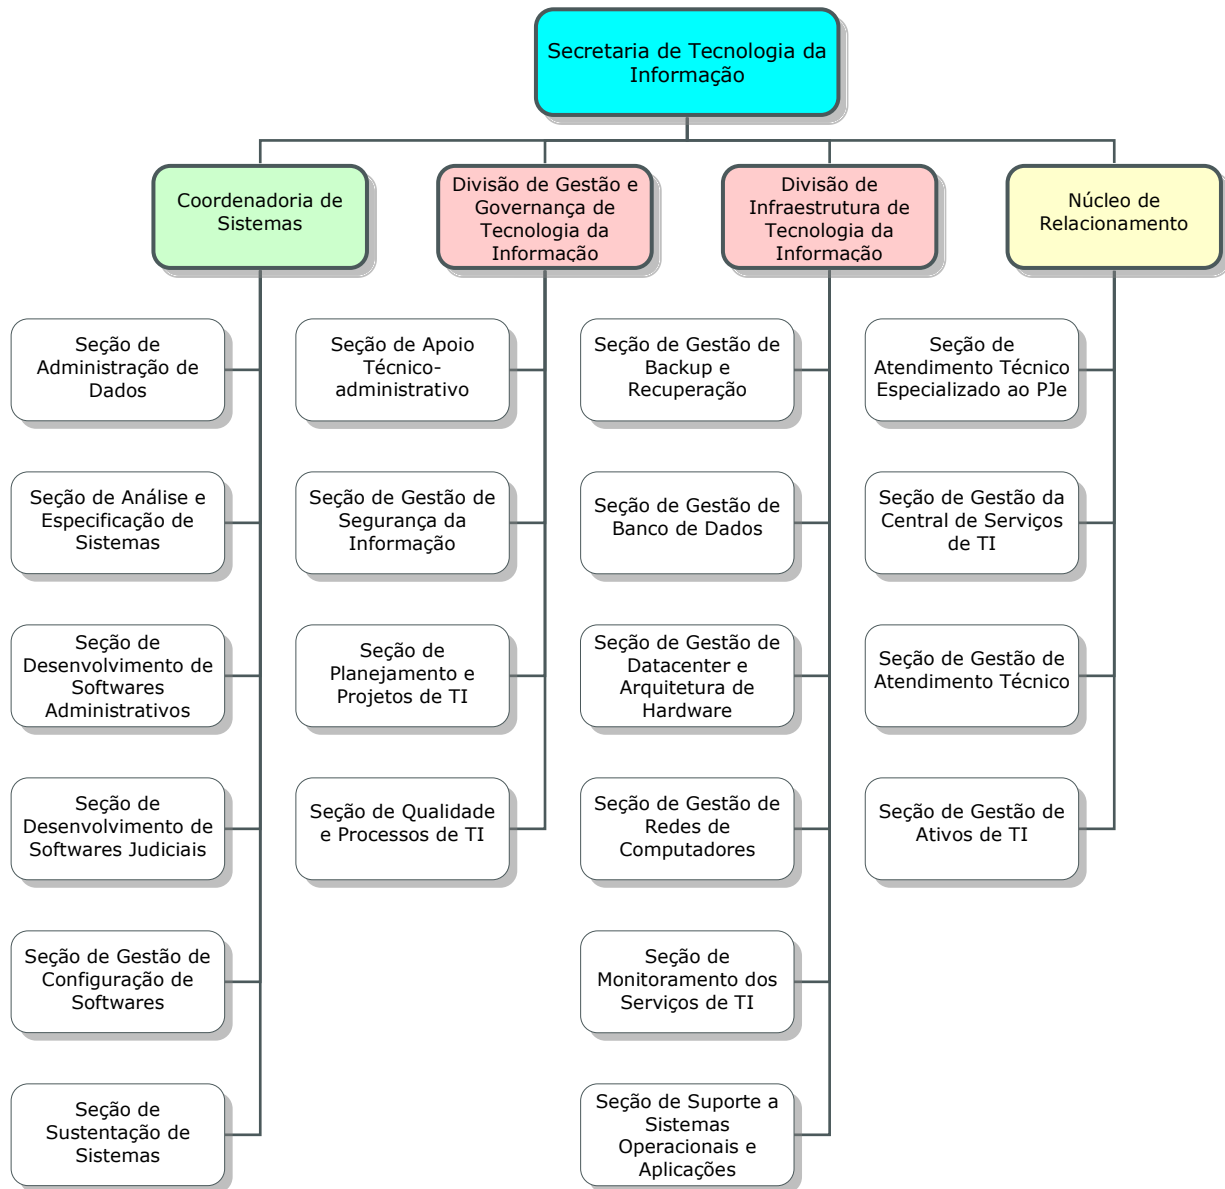 Secretaria de Tecnologia da
Informação
Coordenadoria de
Sistemas
Divisão de Gestão e
Governança de
Tecnologia da
Informação
Divisão de
Infraestrutura de
Tecnologia da
Informação
Núcleo de
Relacionamento
Seção de
Administração de
Dados
Seção de Apoio
Técnico-
administrativo
Seção de Gestão de
Backup e
Recuperação
Seção de
Atendimento Técnico
Especializado ao PJe
Seção de Análise e
Especificação de
Sistemas
Seção de Gestão de
Segurança da
Informação
Seção de Gestão de
Banco de Dados
Seção de Gestão da
Central de Serviços
de TI
Seção de
Desenvolvimento de
Softwares
Administrativos
Seção de
Planejamento e
Projetos de TI
Seção de Gestão de
Datacenter e
Arquitetura de
Hardware
Seção de Gestão de
Atendimento Técnico
Seção de
Desenvolvimento de
Softwares Judiciais
Seção de Qualidade
e Processos de TI
Seção de Gestão de
Redes de
Computadores
Seção de Gestão de
Ativos de TI
Seção de Gestão de
Configuração de
Softwares
Seção de
Monitoramento dos
Serviços de TI
Seção de
Sustentação de
Sistemas
Seção de Suporte a
Sistemas
Operacionais e
Aplicações